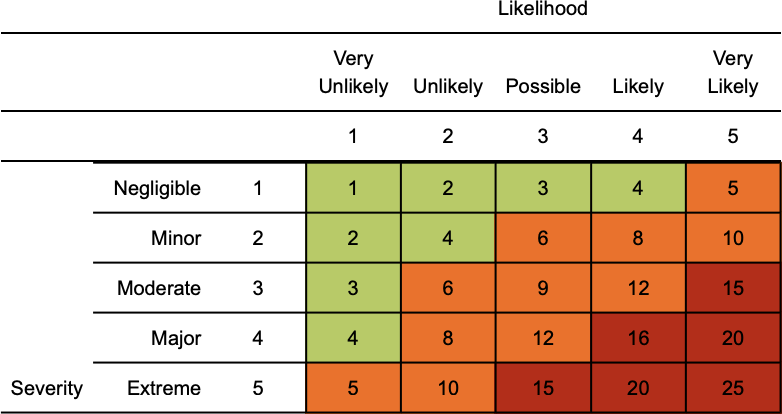 Likelihood
Very Unlikely Unlikely Possible Likely Very Likely
1 2 3 4 5
Negligible 1 1 2 3 4 5
Minor 2 2 4 6 8 10
Moderate 3 3 6 9 12 15
Major 4 4 8 12 16 20
Severity Extreme 5 5 10 15 20 25